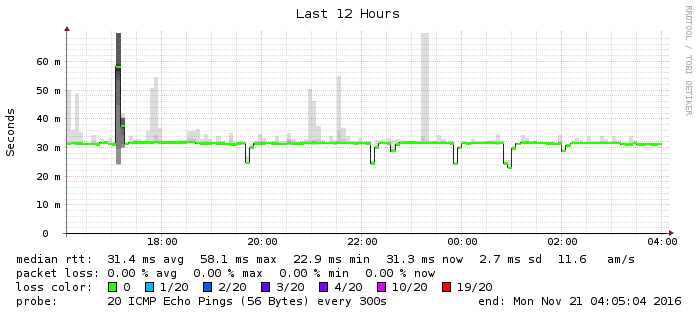 Last 12 Hours
RRDTOOL / TOBI OETIKER
Seconds
60 m
50 m
40 m
30 m
20 m
10 m
0
18:00 20:00 22:00 00:00 02:00 04:00
median rtt: 31.4 ms avg 58.1 ms max 22.9 ms min 31.3 ms now 2.7 ms sd 11.6 am/s
packet loss: 0.00 % avg 0.00 % max 0.00 % min 0.00 % now
loss color: 0 1/20 2/20 3/20 4/20 10/20 19/20
probe: 20 ICMP Echo Pings (56 Bytes) every 300s end: Mon Nov 21 04:05:04 2016